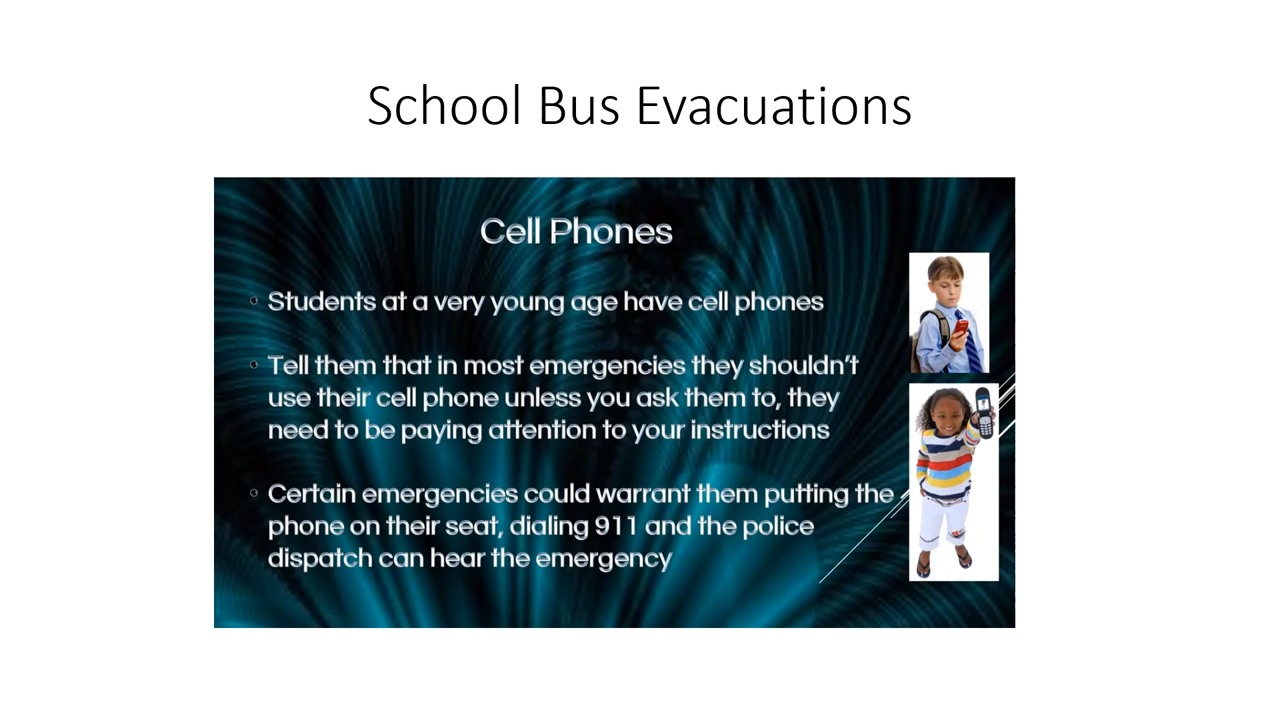 School Bus Evacuations
Cell Phones
• Students at a very young age have cell phones
• Tell them that in most emergencies they shouldn't
use their cell phone unless you ask them to, they
need to be paying attention to your instructions
• Certain emergencies could warrant them putting the
phone on their seat, dialing 911 and the police
dispatch can hear the emergency